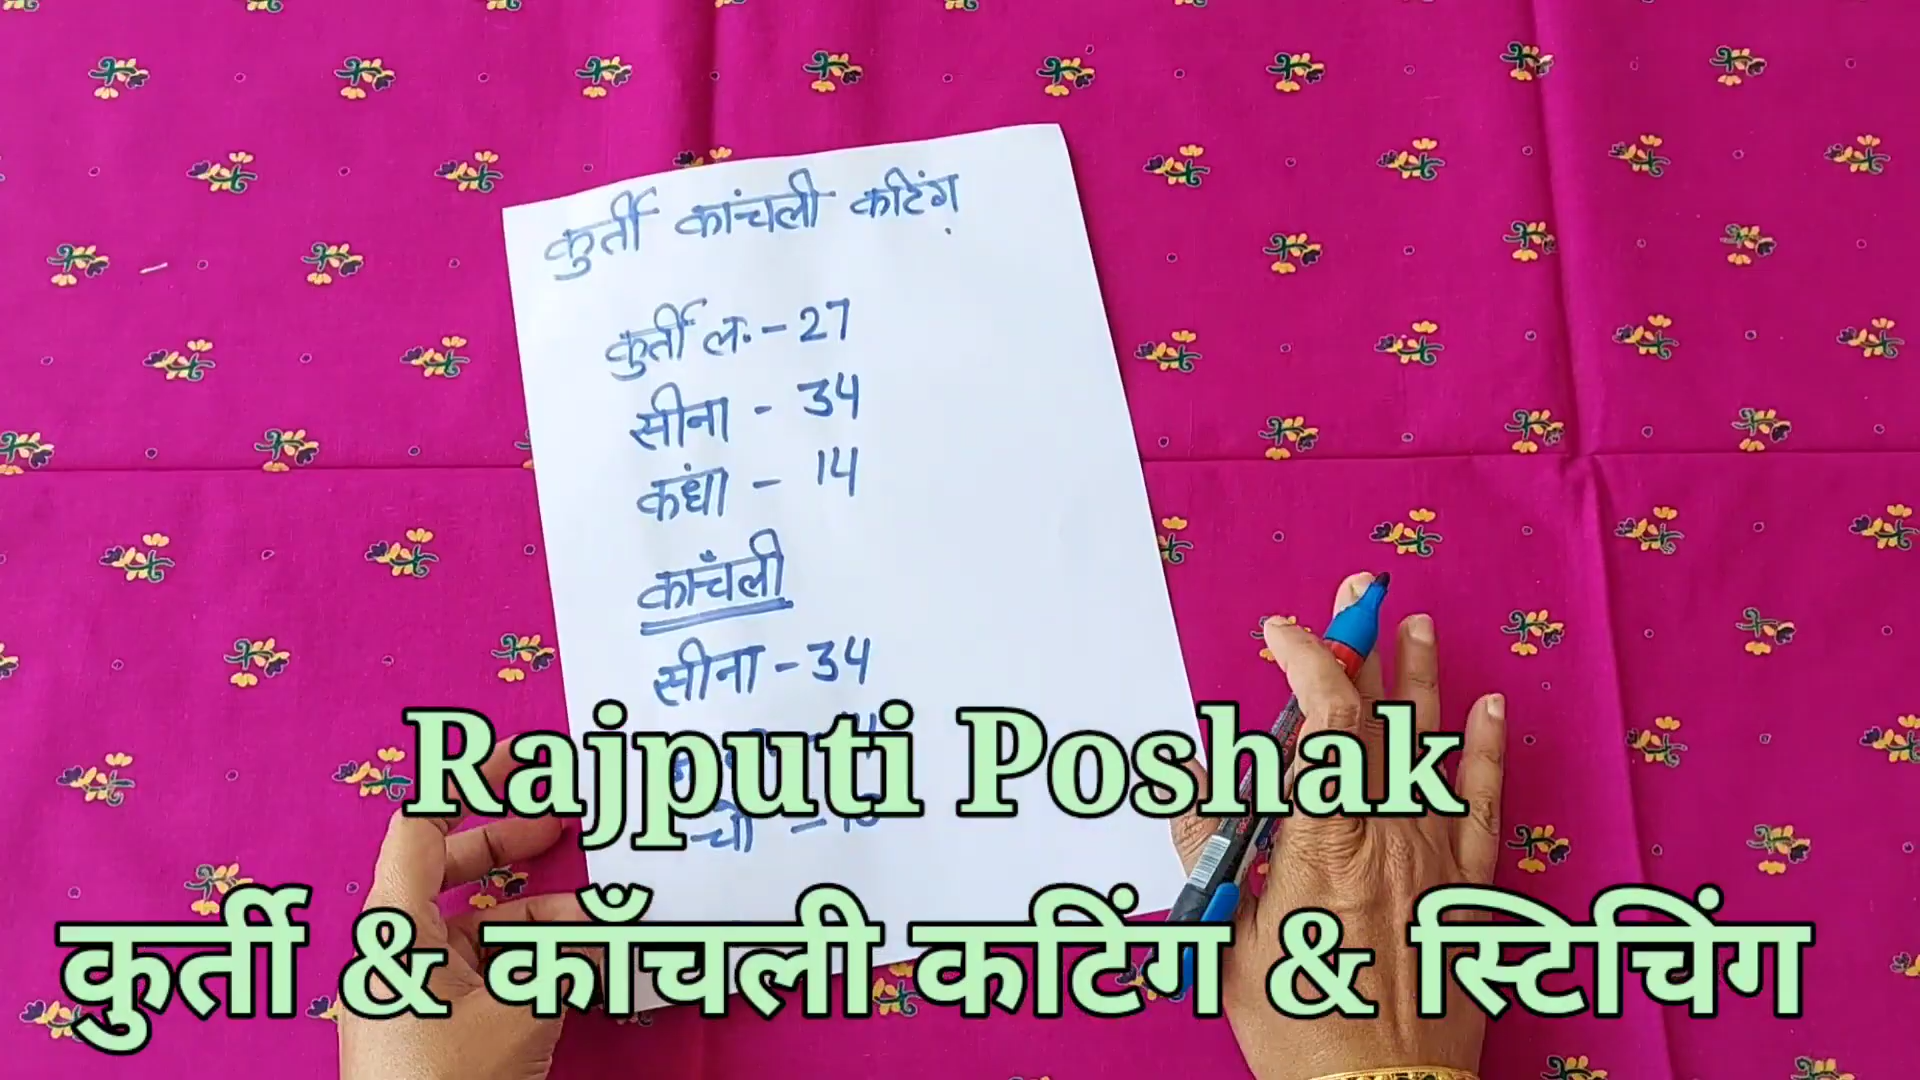 कुर्ती कांचली कटिंग
कुर्ती ल. - 27
सीना - 34
कंधा - 14
काँचली
सीना - 34
Rajputi Poshak
कुर्ती & काँचली कटिंग & स्टिचिंग